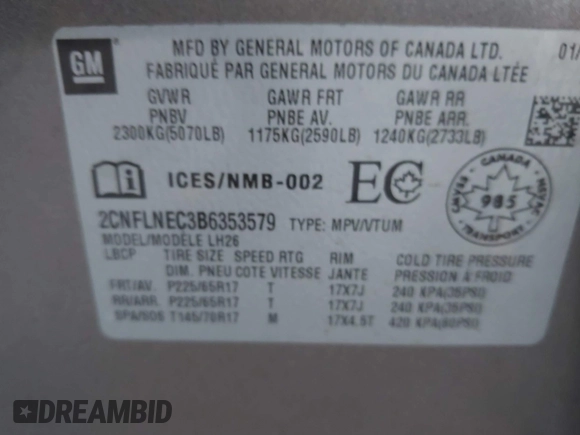 GM
MFD BY GENERAL MOTORS OF CANADA LTD. 01/
FABRIQUÉ PAR GENERAL MOTORS DU CANADA LTÉE
GVWR GAWR FRT GAWR RR
PNBV PNBE AV. PNBE ARR.
2300KG(5070LB) 1175KG(2590LB) 1240KG(2733LB)
ICES/NMB-002 EC
CANADA
985
TRANSPORT
2CNFLNEC3B6353579 TYPE: MPV/VTUM
MODEL/MODÈLE LH26
LBCP TIRE SIZE SPEED RTG RIM COLD TIRE PRESSURE
DIM. PNEU COTE VITESSE JANTE PRESSION À FROID
FRT/AV. P225/65R17 T 17X7J 240 KPA(35PSI)
RR/ARR. P225/65R17 T 17X7J 240 KPA(35PSI)
SPA/SOS T145/70R17 M 17X4.5T 420 KPA(60PSI)
DREAMBID